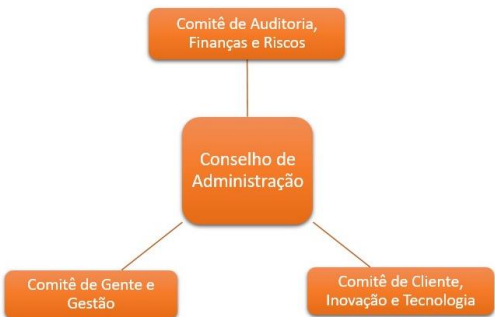 Comitê de Auditoria,
Finanças e Riscos
Conselho de
Administração
Comitê de Gente e
Gestão
Comitê de Cliente,
Inovação e Tecnologia